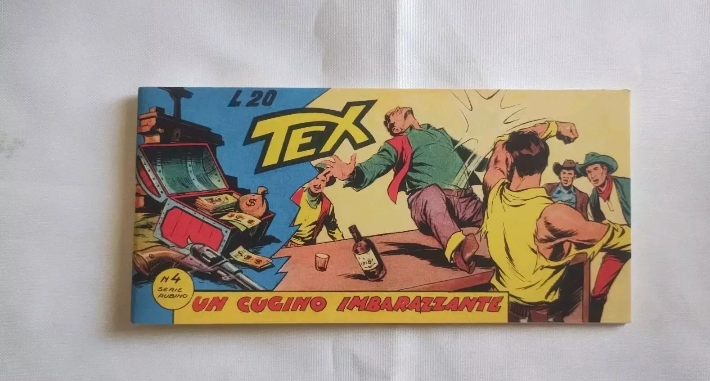 L. 20
TEX
N 4
SERIE
RUBINO
UN CUGINO IMBARAZZANTE
$